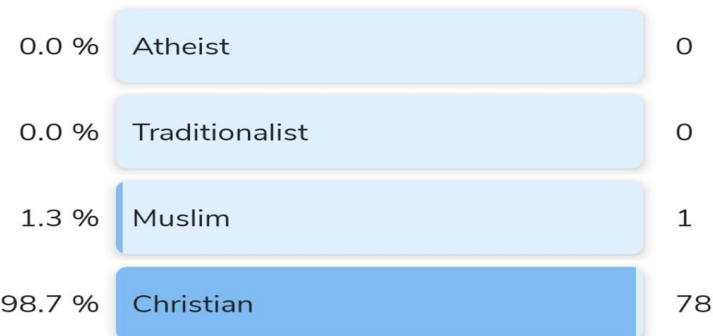 0.0 % Atheist 0
0.0 % Traditionalist 0
1.3 % Muslim 1
98.7 % Christian 78